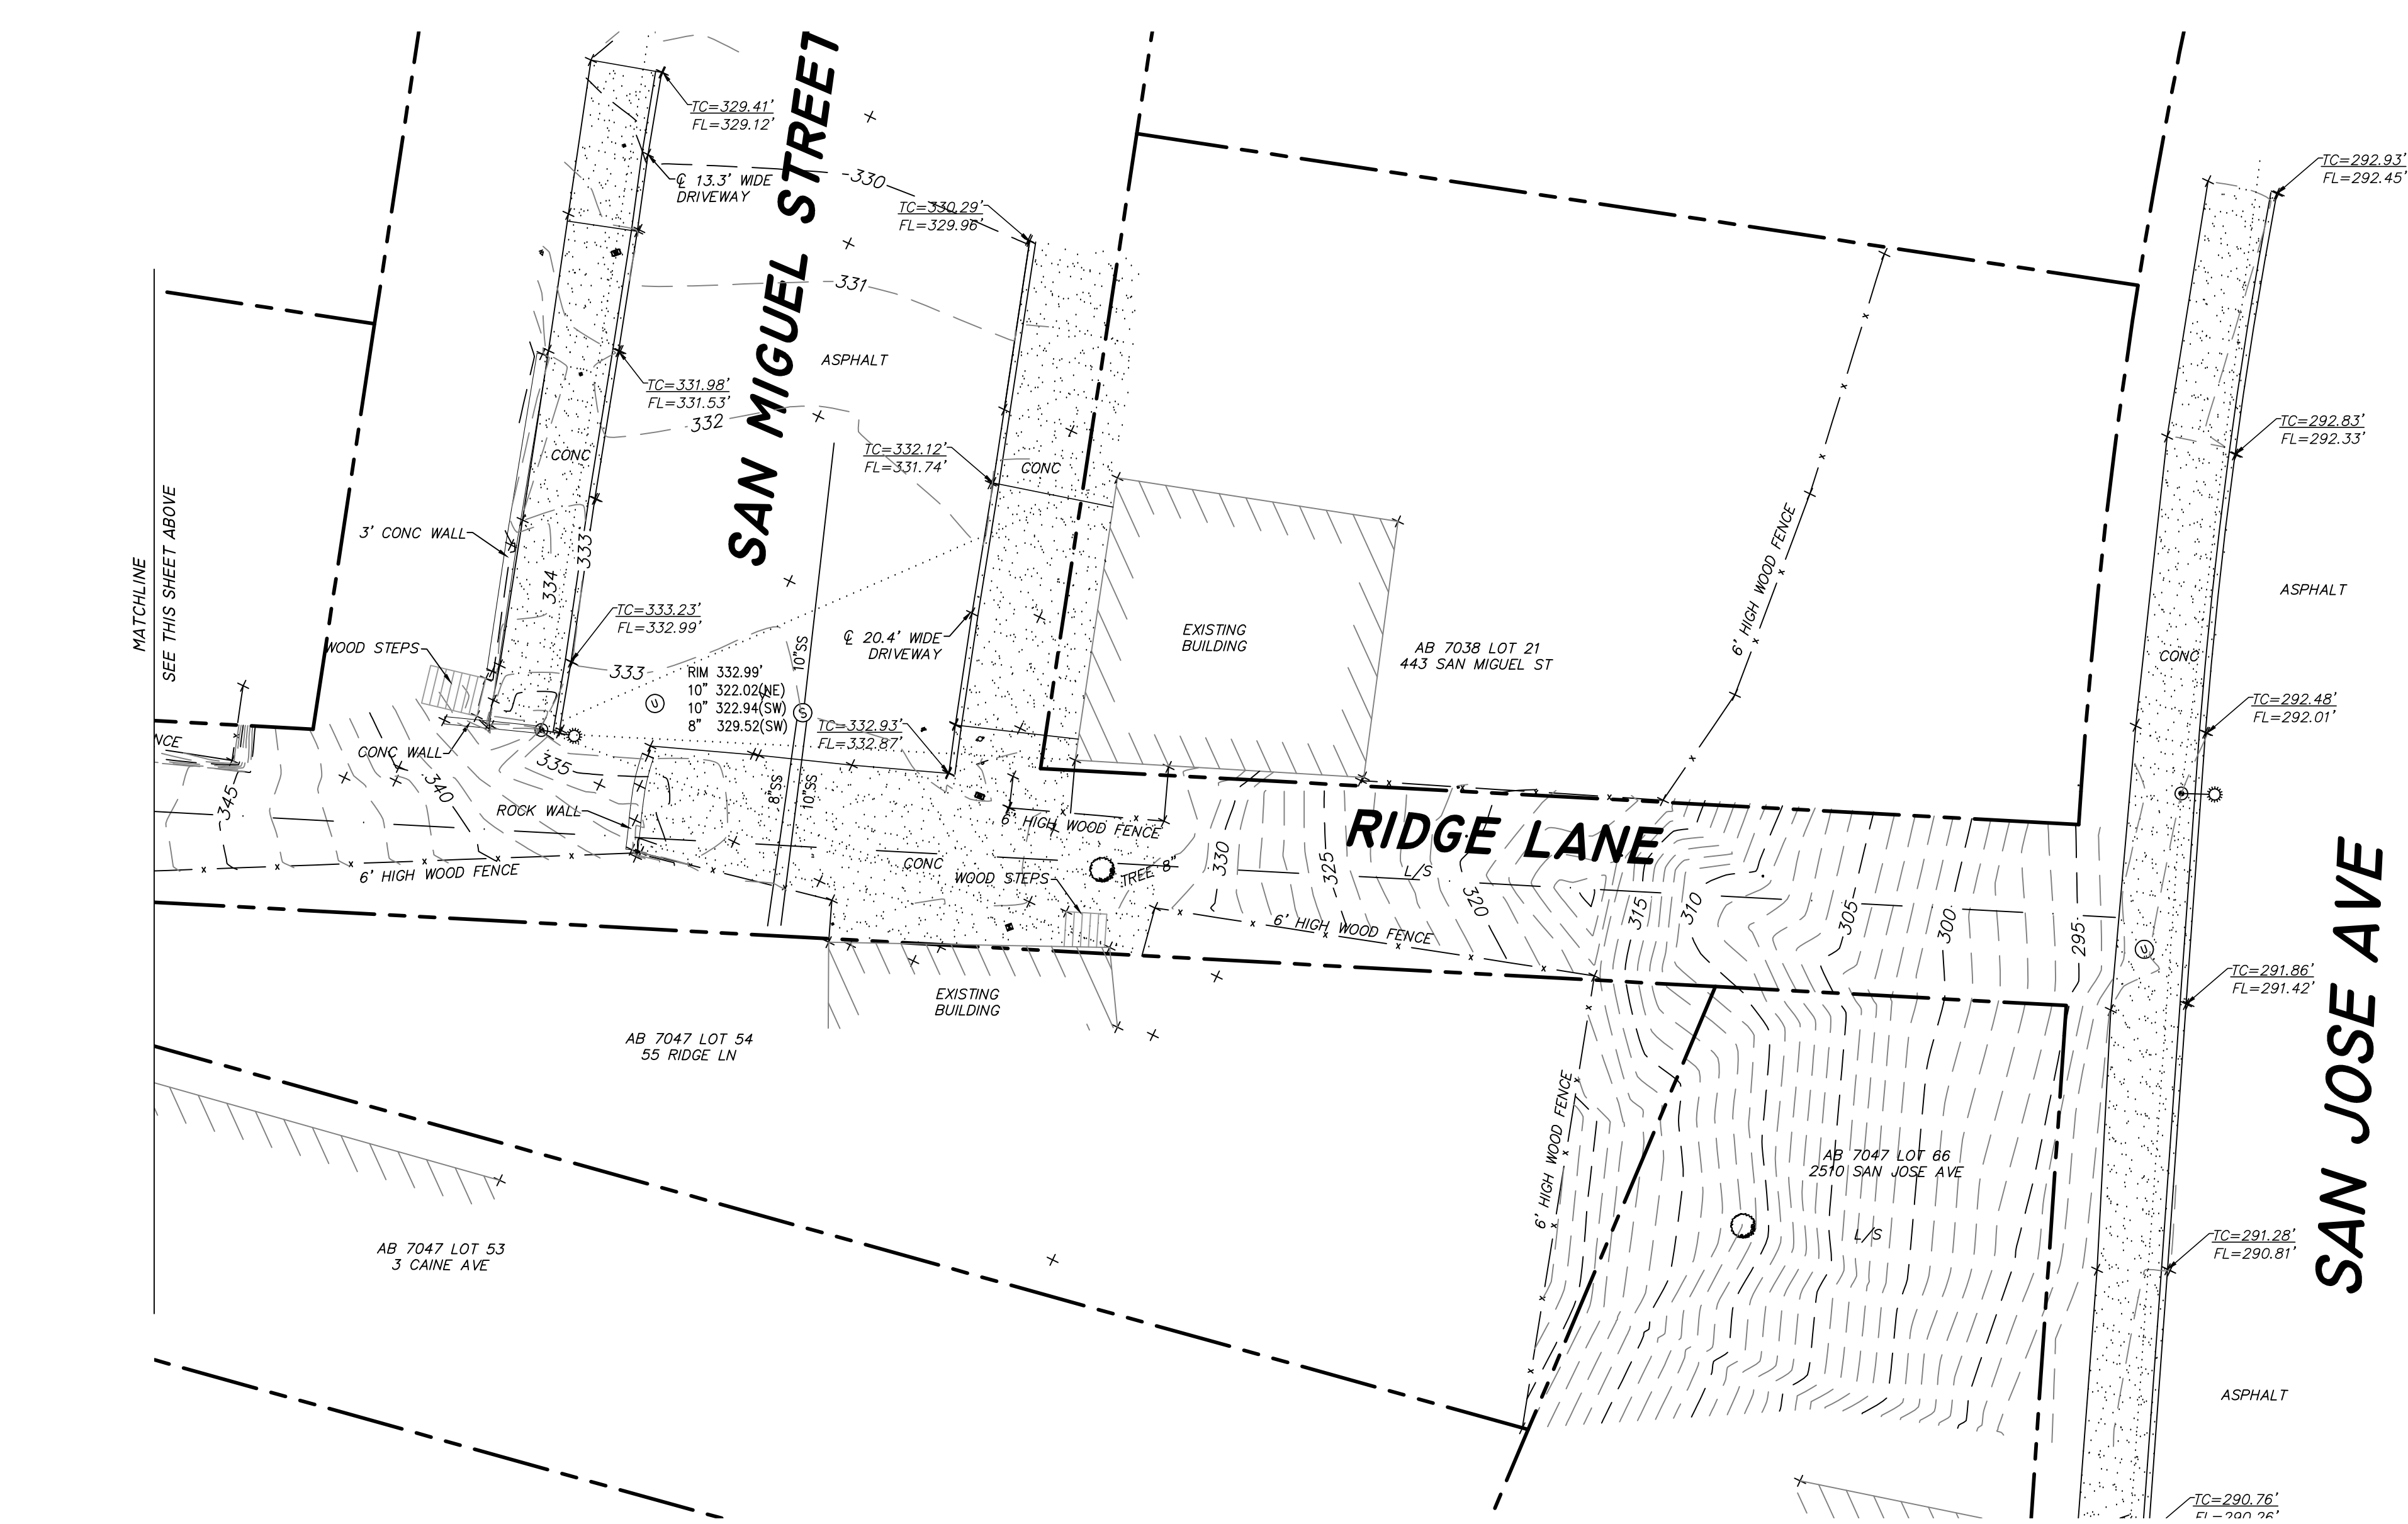 SAN MIGUEL STREET
TC=329.41'
FL=329.12'
℄ 13.3' WIDE
DRIVEWAY
330
TC=330.29'
FL=329.96'
331
ASPHALT
TC=331.98'
FL=331.53'
332
TC=332.12'
FL=331.74'
CONC
CONC
3' CONC WALL
334
333
MATCHLINE
SEE THIS SHEET ABOVE
WOOD STEPS
TC=333.23'
FL=332.99'
333
10"SS
℄ 20.4' WIDE
DRIVEWAY
U
RIM 332.99'
10" 322.02(NE)
10" 322.94(SW)
8" 329.52(SW)
S
TC=332.93'
FL=332.87'
NCE
CONC WALL
335
340
345
ROCK WALL
8"SS
10"SS
6' HIGH WOOD FENCE
6' HIGH WOOD FENCE
CONC
WOOD STEPS
TREE 8"
EXISTING
BUILDING
AB 7038 LOT 21
443 SAN MIGUEL ST
6' HIGH WOOD FENCE
RIDGE LANE
330
325
L/S
320
315
310
305
300
295
6' HIGH WOOD FENCE
EXISTING
BUILDING
AB 7047 LOT 54
55 RIDGE LN
AB 7047 LOT 53
3 CAINE AVE
6' HIGH WOOD FENCE
AB 7047 LOT 66
2510 SAN JOSE AVE
L/S
TC=292.93'
FL=292.45'
TC=292.83'
FL=292.33'
ASPHALT
CONC
TC=292.48'
FL=292.01'
U
SAN JOSE AVE
TC=291.86'
FL=291.42'
TC=291.28'
FL=290.81'
ASPHALT
TC=290.76'
FL=290.26'